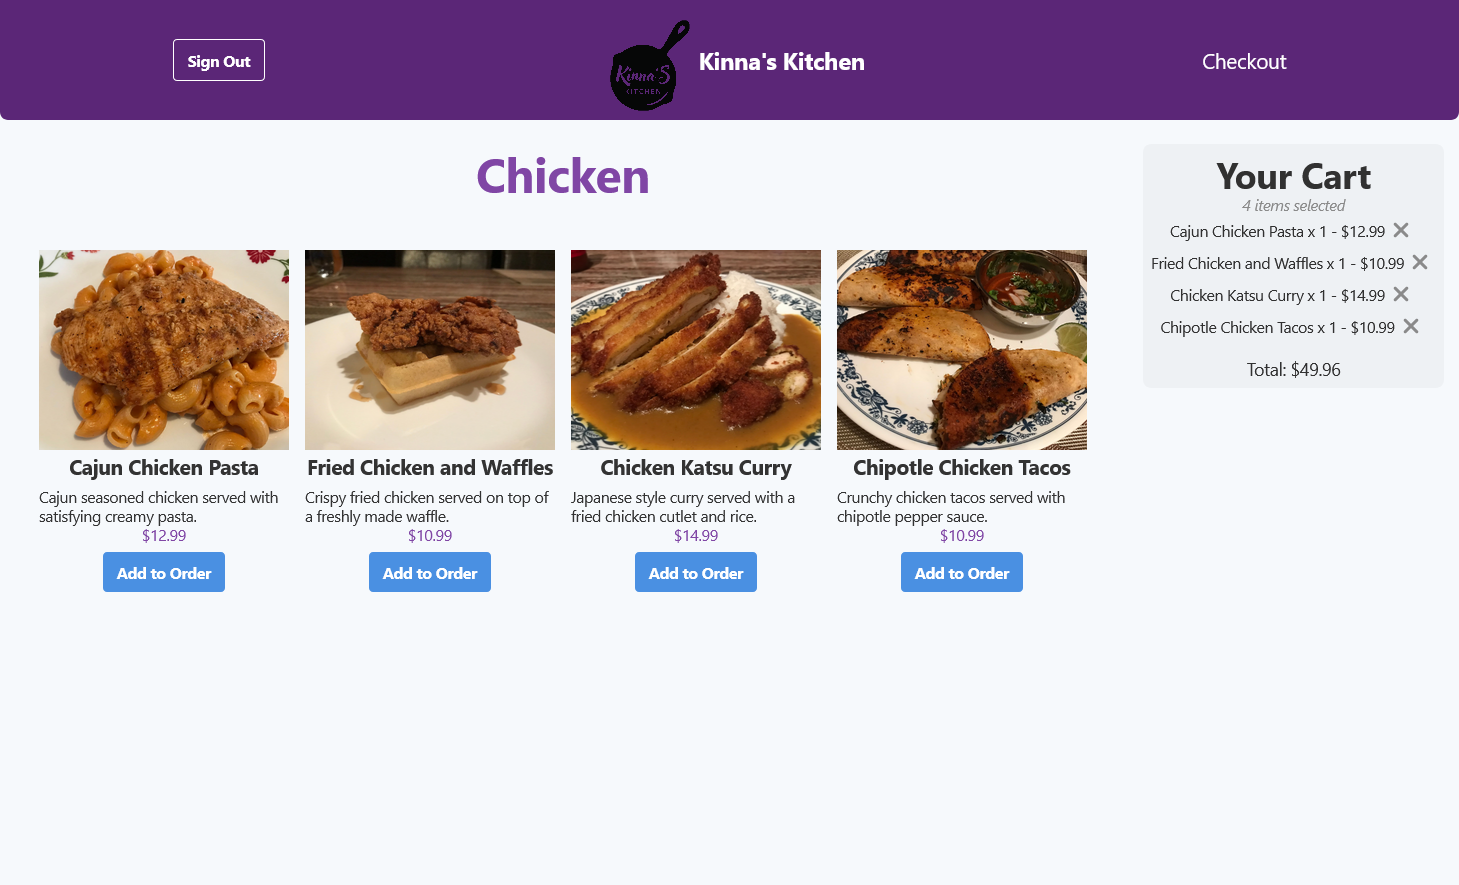 Sign Out
Kinna'S
KITCHEN
Kinna's Kitchen
Checkout
Chicken
Cajun Chicken Pasta
Cajun seasoned chicken served with
satisfying creamy pasta.
$12.99
Add to Order
Fried Chicken and Waffles
Crispy fried chicken served on top of
a freshly made waffle.
$10.99
Add to Order
Chicken Katsu Curry
Japanese style curry served with a
fried chicken cutlet and rice.
$14.99
Add to Order
Chipotle Chicken Tacos
Crunchy chicken tacos served with
chipotle pepper sauce.
$10.99
Add to Order
Your Cart
4 items selected
Cajun Chicken Pasta x 1 - $12.99
Fried Chicken and Waffles x 1 - $10.99
Chicken Katsu Curry x 1 - $14.99
Chipotle Chicken Tacos x 1 - $10.99
Total: $49.96